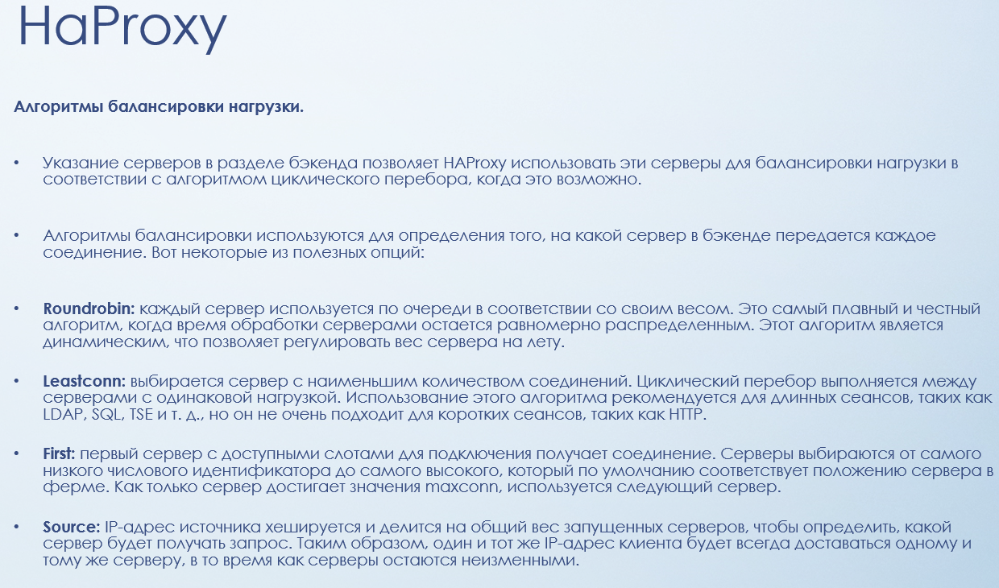 HaProxy
Алгоритмы балансировки нагрузки.
• Указание серверов в разделе бэкенда позволяет HAProxy использовать эти серверы для балансировки нагрузки в
соответствии с алгоритмом циклического перебора, когда это возможно.
• Алгоритмы балансировки используются для определения того, на какой сервер в бэкенде передается каждое
соединение. Вот некоторые из полезных опций:
• Roundrobin: каждый сервер используется по очереди в соответствии со своим весом. Это самый плавный и честный
алгоритм, когда время обработки серверами остается равномерно распределенным. Этот алгоритм является
динамическим, что позволяет регулировать вес сервера на лету.
• Leastconn: выбирается сервер с наименьшим количеством соединений. Циклический перебор выполняется между
серверами с одинаковой нагрузкой. Использование этого алгоритма рекомендуется для длинных сеансов, таких как
LDAP, SQL, TSE и т. д., но он не очень подходит для коротких сеансов, таких как HTTP.
• First: первый сервер с доступными слотами для подключения получает соединение. Серверы выбираются от самого
низкого числового идентификатора до самого высокого, который по умолчанию соответствует положению сервера в
ферме. Как только сервер достигает значения maxconn, используется следующий сервер.
• Source: IP-адрес источника хешируется и делится на общий вес запущенных серверов, чтобы определить, какой
сервер будет получать запрос. Таким образом, один и тот же IP-адрес клиента будет всегда доставаться одному и
тому же серверу, в то время как серверы остаются неизменными.